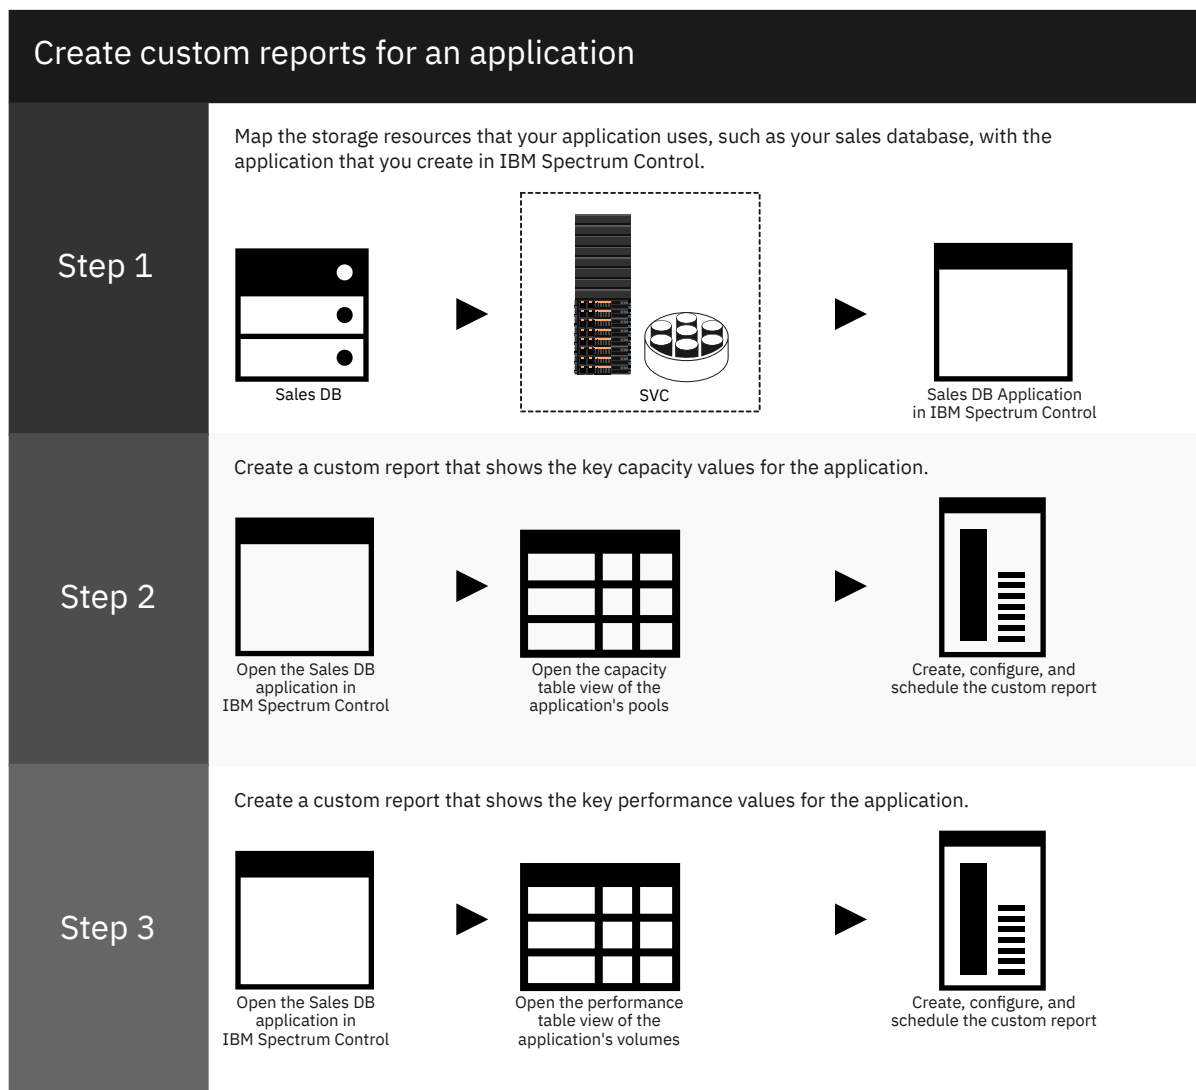 Create custom reports for an application
Step 1
Map the storage resources that your application uses, such as your sales database, with the
application that you create in IBM Spectrum Control.
Sales DB
SVC
Sales DB Application
in IBM Spectrum Control
Step 2
Create a custom report that shows the key capacity values for the application.
Open the Sales DB
application in
IBM Spectrum Control
Open the capacity
table view of the
application's pools
Create, configure, and
schedule the custom report
Step 3
Create a custom report that shows the key performance values for the application.
Open the Sales DB
application in
IBM Spectrum Control
Open the performance
table view of the
application's volumes
Create, configure, and
schedule the custom report